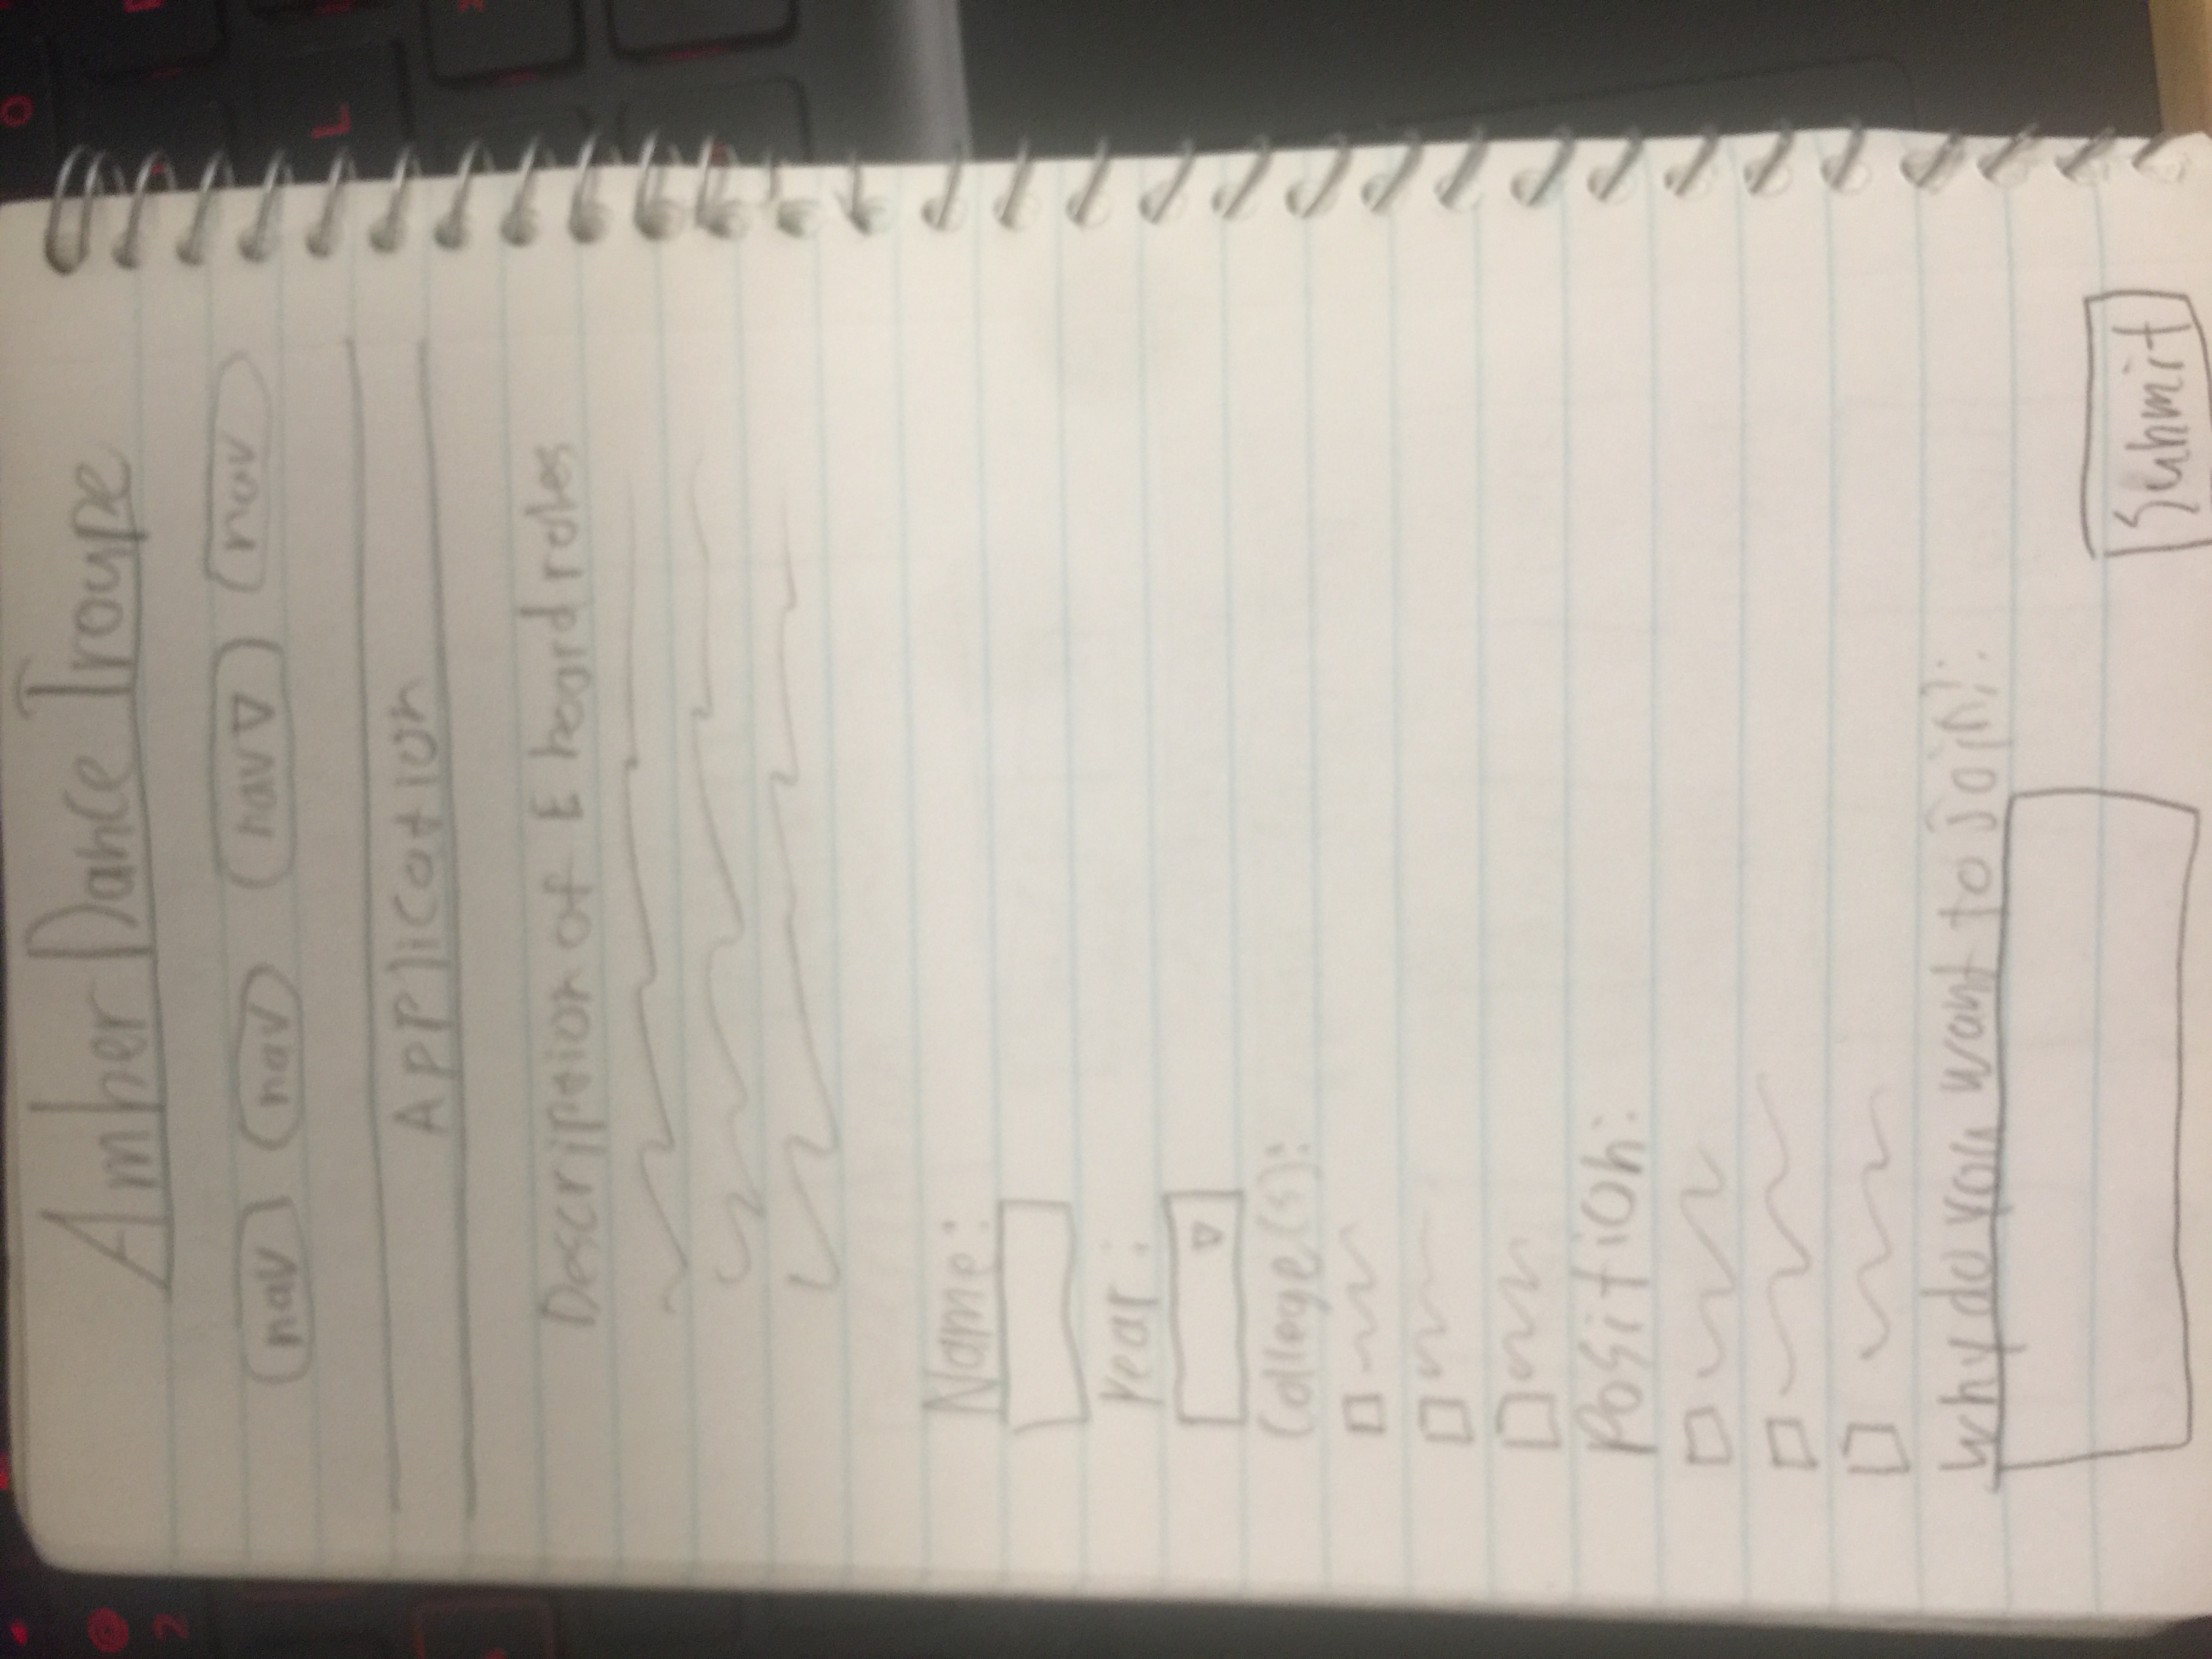 Amber Dance Troupe
nav nav nav nav
Application
Description of E board roles
Name:
Year:
College(s):
Position:
Why do you want to join?:
Submit
2
O
L